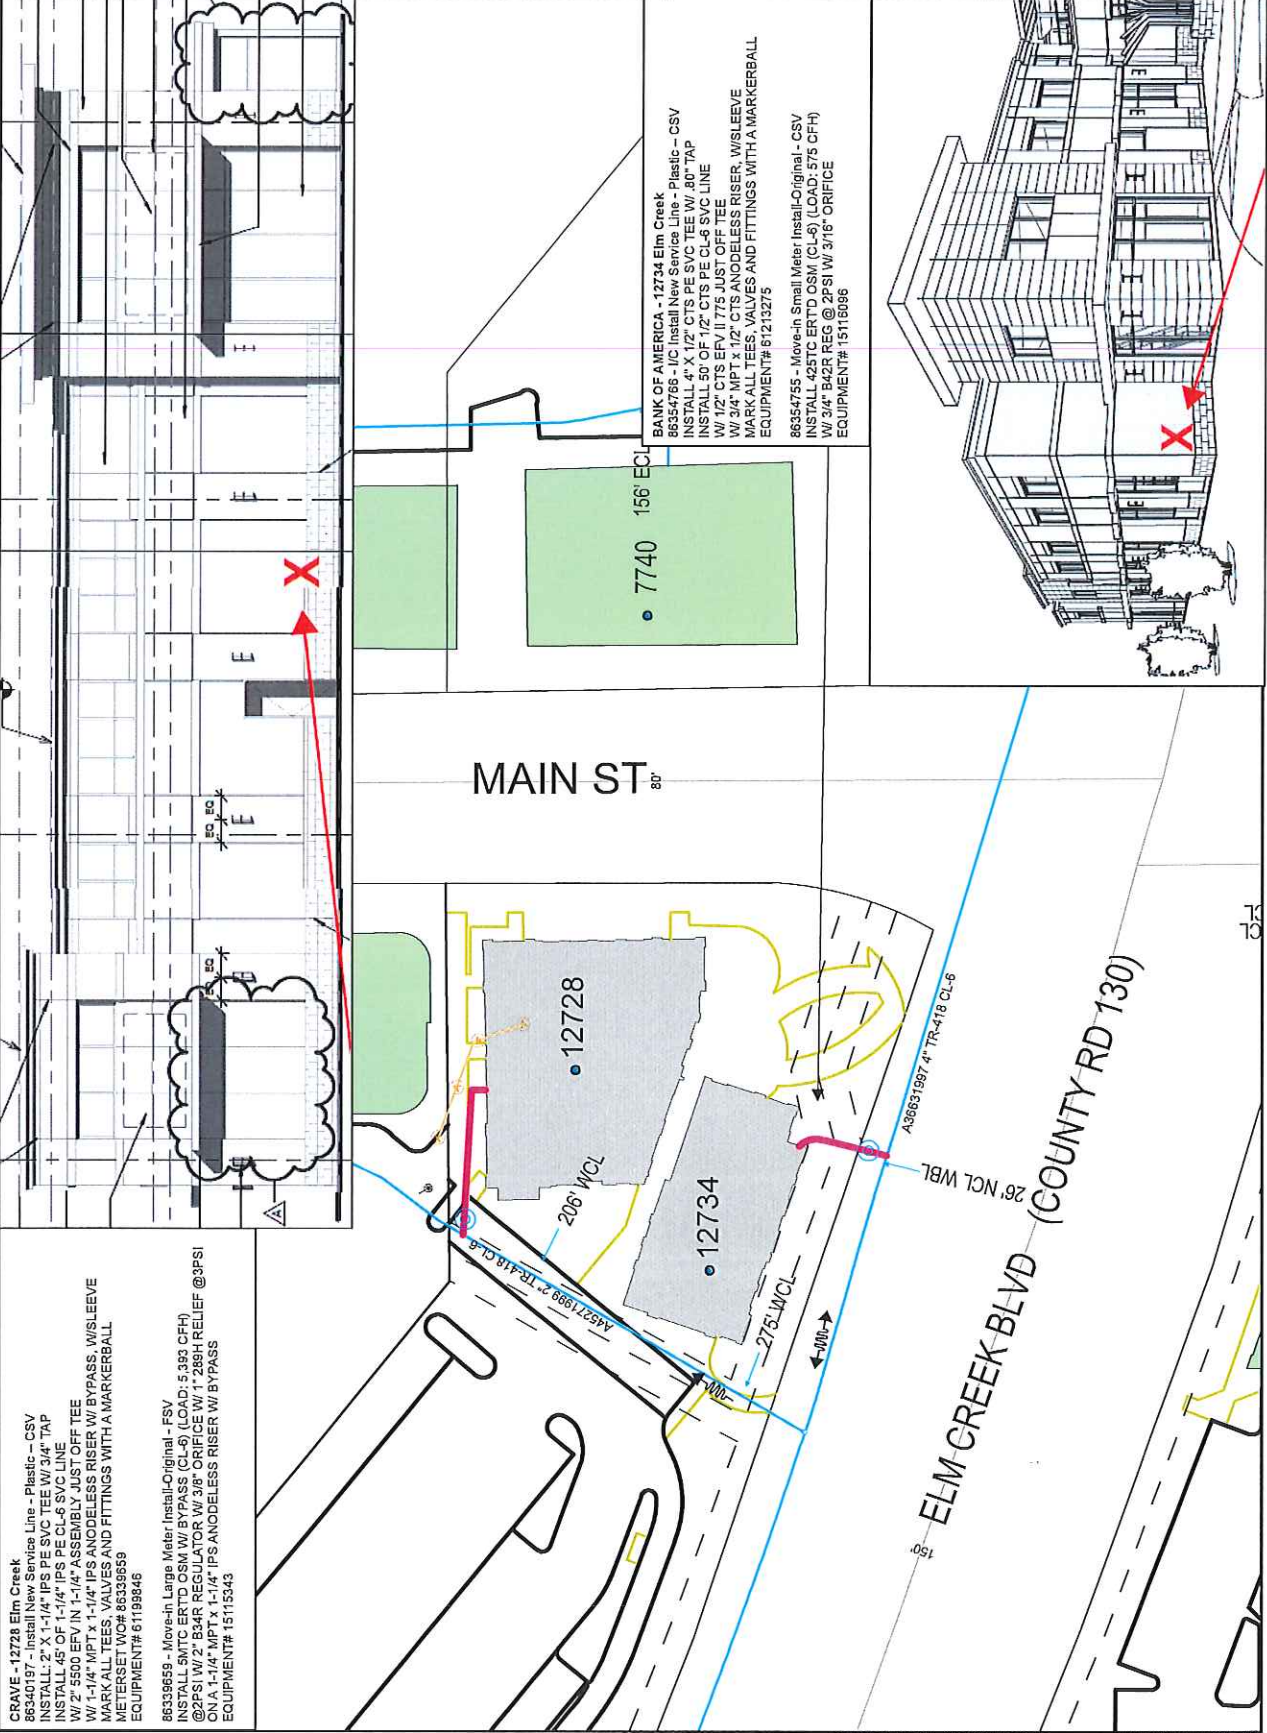 CRAVE - 12728 Elm Creek
86340197 - Install New Service Line - Plastic – CSV
INSTALL: 2" X 1-1/4" IPS PE SVC TEE W/ 3/4" TAP
INSTALL 45' OF 1-1/4" IPS PE CL-6 SVC LINE
W/ 2" 5500 EFV IN 1-1/4" ASSEMBLY JUST OFF TEE
W/ 1-1/4" MPT x 1-1/4" IPS ANODELESS RISER W/ BYPASS, W/SLEEVE
MARK ALL TEES, VALVES AND FITTINGS WITH A MARKERBALL
METERSET WO# 86339659
EQUIPMENT# 61199846
86339659 - Move-in Large Meter Install-Original - FSV
INSTALL 5MTC ERT'D OSM W/ BYPASS (CL-6) (LOAD: 5,393 CFH)
@2PSI W/ 2" B34R REGULATOR W/ 3/8" ORIFICE W/ 1" 289H RELIEF @3PSI
ON A 1-1/4" MPT x 1-1/4" IPS ANODELESS RISER W/ BYPASS
EQUIPMENT# 15115343
BANK OF AMERICA - 12734 Elm Creek
86354766 - I/C Install New Service Line - Plastic – CSV
INSTALL 4" X 1/2" CTS PE SVC TEE W/ .80" TAP
INSTALL 50' OF 1/2" CTS PE CL-6 SVC LINE
W/ 1/2" CTS EFV II 775 JUST OFF TEE
W/ 3/4" MPT x 1/2" CTS ANODELESS RISER, W/SLEEVE
MARK ALL TEES, VALVES AND FITTINGS WITH A MARKERBALL
EQUIPMENT# 61213275
86354755 - Move-in Small Meter Install-Original - CSV
INSTALL 425TC ERT'D OSM (CL-6) (LOAD: 575 CFH)
W/ 3/4" B42R REG @ 2PSI W/ 3/16" ORIFICE
EQUIPMENT# 15116096
A
EQ EQ
EQ EQ
X
X
7740
156' ECL
MAIN ST
80'
12728
12734
206' WCL
A45271999 2" TR-418 CL-6
275' WCL
A36631997 4" TR-418 CL-6
26' NCL WBL
ELM CREEK BLVD (COUNTY RD 130)
150'
CL
CL